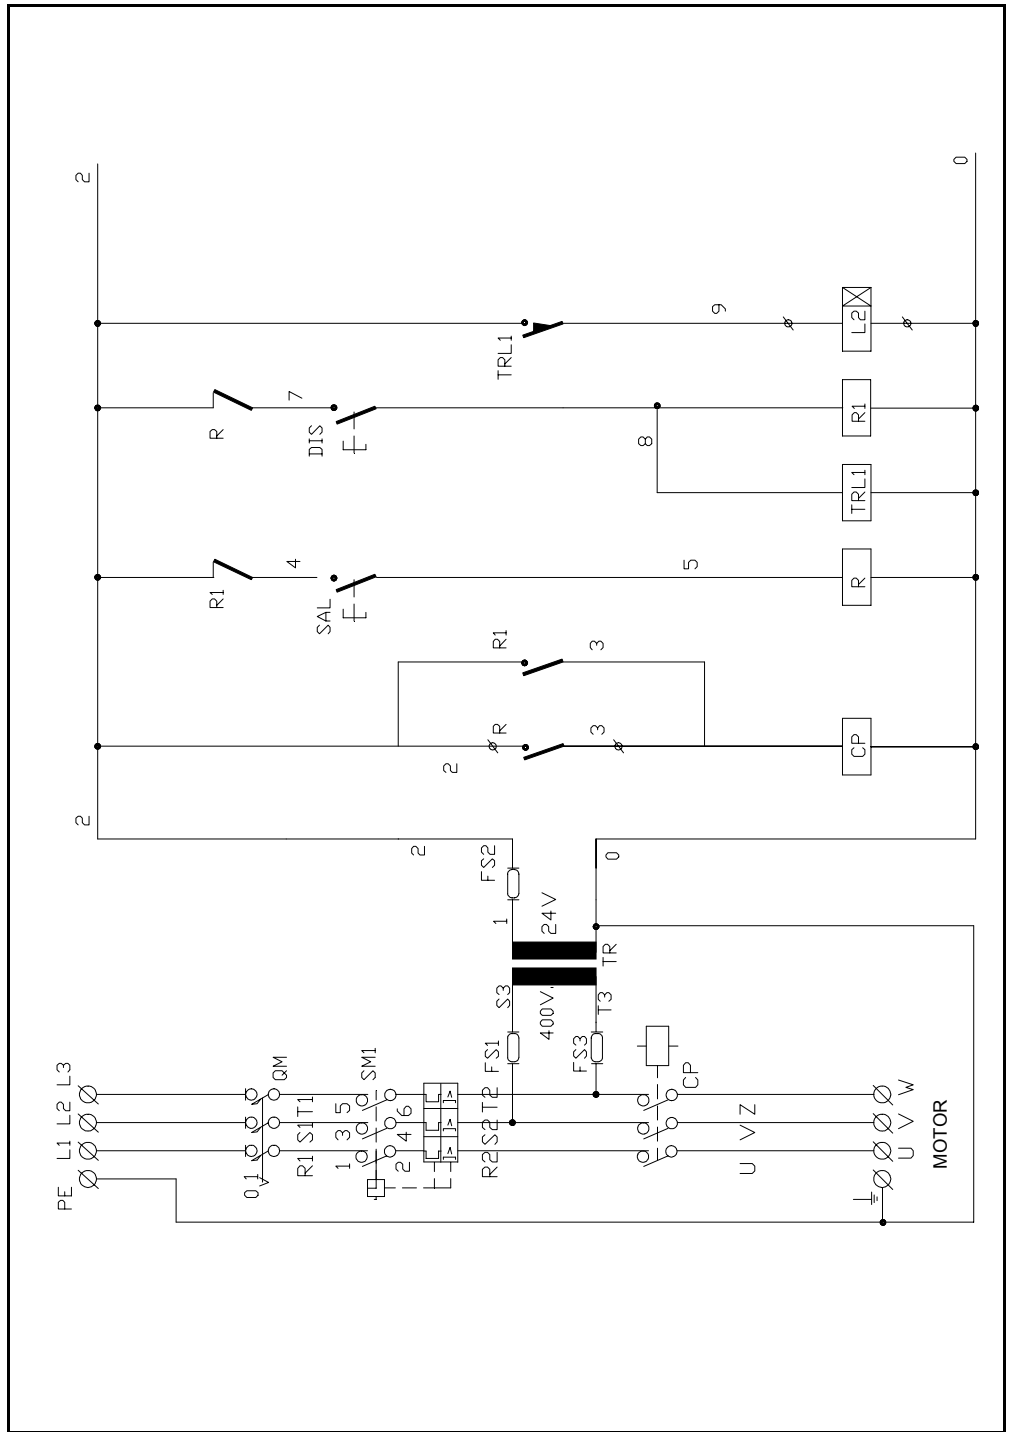 PE L1 L2 L3
2
2
R1
R
0 1
QM
4
7
R1 S1 T1
SAL
DIS
1 3 5
SM1
2 4 6
2
2
R2 S2 T2
FS1
S3
1
FS2
R
R1
TRL1
400V,
24V
FS3
T3
TR
0
3
3
8
CP
5
9
U V Z
CP
R
TRL1
R1
L2
U V W
MOTOR
0